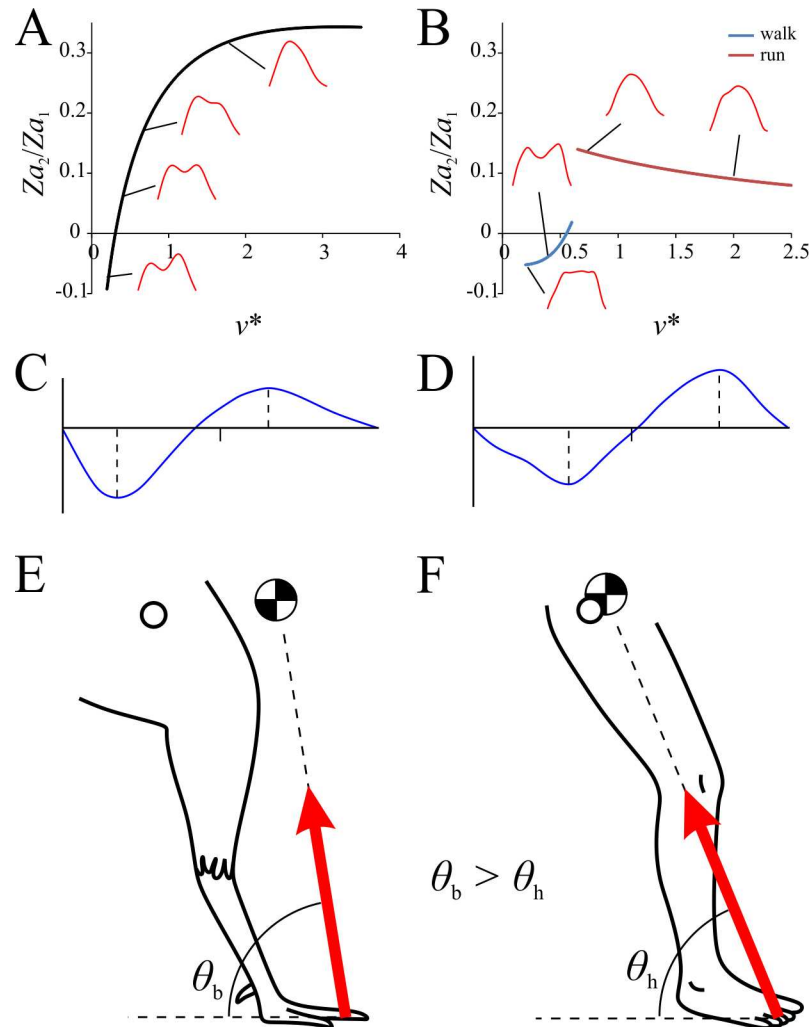 A
Za2/Za1
0.3
0.2
0.1
0
-0.1
0 1 2 3 4
v*
B
walk
run
Za2/Za1
0.3
0.2
0.1
0
-0.1
0 0.5 1 1.5 2 2.5
v*
C
D
E
F
θb > θh
θb
θh